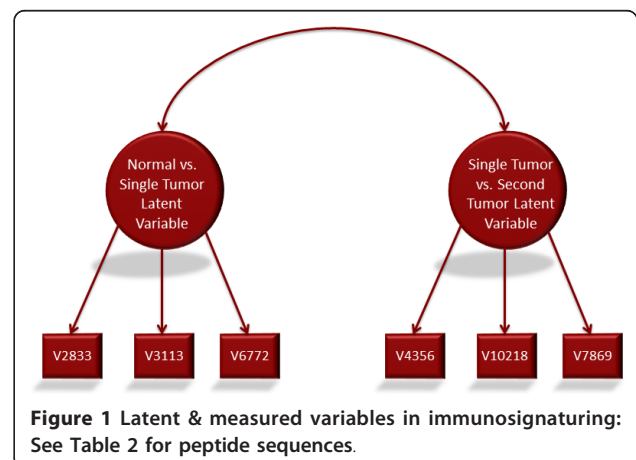 Normal vs.
Single Tumor
Latent
Variable
Single Tumor
vs. Second
Tumor Latent
Variable
V2833
V3113
V6772
V4356
V10218
V7869
Figure 1 Latent & measured variables in immunosignaturing:
See Table 2 for peptide sequences.